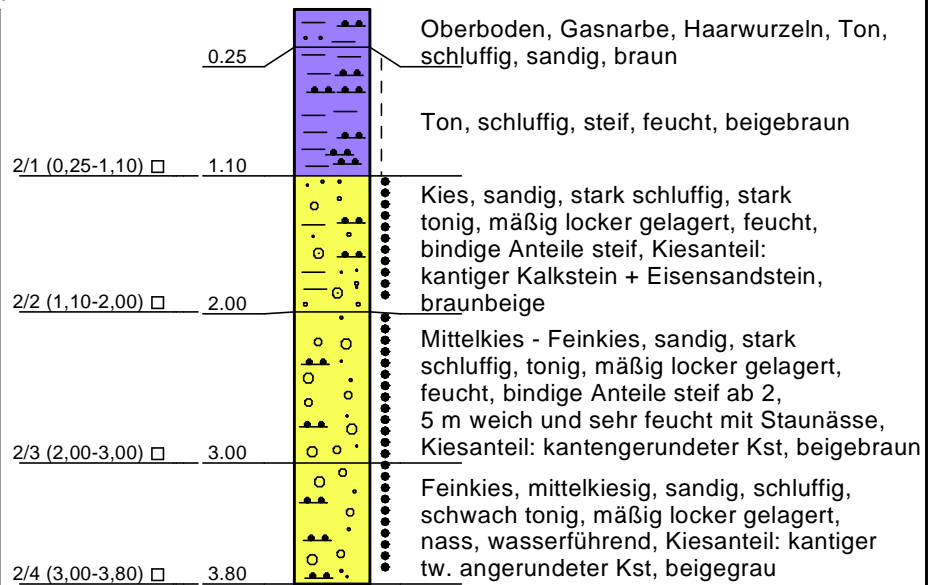 Oberboden, Gasnarbe, Haarwurzeln, Ton,
schluffig, sandig, braun
0.25
Ton, schluffig, steif, feucht, beigebraun
2/1 (0,25-1,10) □ 1.10
Kies, sandig, stark schluffig, stark
tonig, mäßig locker gelagert, feucht,
bindige Anteile steif, Kiesanteil:
kantiger Kalkstein + Eisensandstein,
braunbeige
2/2 (1,10-2,00) □ 2.00
Mittelkies - Feinkies, sandig, stark
schluffig, tonig, mäßig locker gelagert,
feucht, bindige Anteile steif ab 2,
5 m weich und sehr feucht mit Staunässe,
Kiesanteil: kantengerundeter Kst, beigebraun
2/3 (2,00-3,00) □ 3.00
Feinkies, mittelkiesig, sandig, schluffig,
schwach tonig, mäßig locker gelagert,
nass, wasserführend, Kiesanteil: kantiger
tw. angerundeter Kst, beigegrau
2/4 (3,00-3,80) □ 3.80